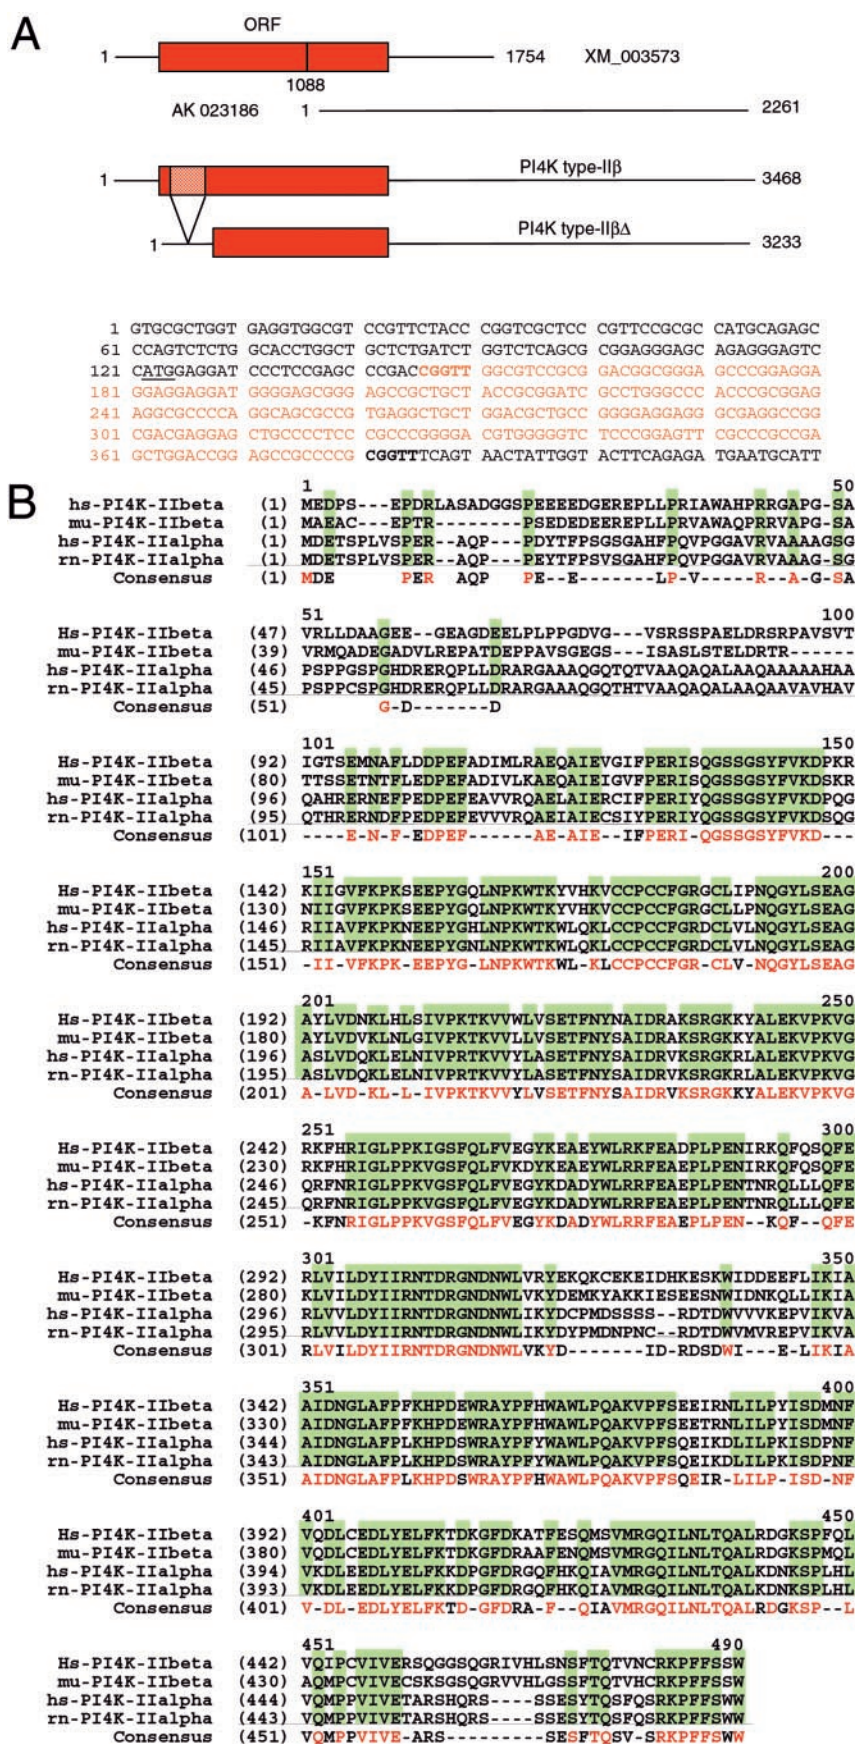 A
ORF
1 1754 XM_003573
1088
AK 023186 1 2261
1 PI4K type-IIβ 3468
1 PI4K type-IIβΔ 3233
1 GTGCGCTGGT GAGGTGGCGT CCGTTCTACC CGGTCGCTCC CGTTCCGCGC CATGCAGAGC
61 CCAGTCTCTG GCACCTGGCT GCTCTGATCT GGTCTCAGCG CGGAGGGAGC AGAGGGAGTC
121 CATGGAGGAT CCCTCCGAGC CCGACCGGTT GGCGTCCGCG GACGGCGGGA GCCCGGAGGA
181 GGAGGAGGAT GGGGAGCGGG AGCCGCTGCT ACCGCGGATC GCCTGGGCCC ACCCGCGGAG
241 AGGCGCCCCA GGCAGCGCCG TGAGGCTGCT GGACGCTGCC GGGGAGGAGG GCGAGGCCGG
301 CGACGAGGAG CTGCCCCTCC CGCCCGGGGA CGTGGGGGTC TCCCGGAGTT CGCCCGCCGA
361 GCTGGACCGG AGCCGCCCCG CGGTTTCAGT AACTATTGGT ACTTCAGAGA TGAATGCATT
B
1 50
hs-PI4K-IIbeta (1) MEDPS---EPDRLASADGGSPEEEEDGEREPLLPRIAWAHPRRGAPG-SA
mu-PI4K-IIbeta (1) MAEAC---EPTR---------PSEDEDEEREPLLPRVAWAQPRRVAPG-SA
hs-PI4K-IIalpha (1) MDETSPLVSPER--AQP--PDYTFPSGSGAHFPQVPGGAVRVAAAAGSG
rn-PI4K-IIalpha (1) MDETSPLVSPER--AQP--PEYTFPSVSGAHFPQVPGGAVRVAAAGSG
Consensus (1) MDE PER AQP PE--E------LP-V-----R--A-G-SA
51 100
Hs-PI4K-IIbeta (47) VRLLDAAGEE--GEAGDEELPLPPGDVG---VSRSSPAELDRSRPAVSVT
mu-PI4K-IIbeta (39) VRMQADEGADVLREPATDEPPAVSGEGS---ISASLSTELDRTR------
hs-PI4K-IIalpha (46) PSPPGSPGHDRERQPLLDRARGAAAQGQTQTVAAQAQALAAQAAAAAHAA
rn-PI4K-IIalpha (45) PSPPCSPGHDRERQPLLDRARGAAAQGQTHTVAAQAQALAAQAAVAVHAV
Consensus (51) G-D-------D
101 150
Hs-PI4K-IIbeta (92) IGTSEMNAFLDDPEFADIMLRAEQAIEVGIFPERISQGSSGSYFVKDPKR
mu-PI4K-IIbeta (80) TTSSETNTFLEDPEFADIVLKAEQAIEIGVFPERISQGSSGSYFVKDSKR
hs-PI4K-IIalpha (96) QAHRERNEFPEDPEFEAVVRQAELAIERCIFPERIYQGSSGSYFVKDPQG
rn-PI4K-IIalpha (95) QTHRERNDFPEDPEFEVVVRQAEIAIECSIYPERIYQGSSGSYFVKDSQG
Consensus (101) ----E-N-F-EDPEF------AE-AIE--IFPERI-QGSSGSYFVKD---
151 200
Hs-PI4K-IIbeta (142) KIIGVFKPKSEEPYGQLNPKWTKYVHKVCCPCCFGRGCLIPNQGYLSEAG
mu-PI4K-IIbeta (130) NIIGVFKPKSEEPYGQLNPKWTKYVHKVCCPCCFGRGCLLPNQGYLSEAG
hs-PI4K-IIalpha (146) RIIAVFKPKNEEPYGHLNPKWTKWLQKLCCPCCFGRDCLVLNQGYLSEAG
rn-PI4K-IIalpha (145) RIIAVFKPKNEEPYGNLNPKWTKWLQKLCCPCCFGRDCLVLNQGYLSEAG
Consensus (151) -II-VFKPK-EEPYG-LNPKWTKWL-KLCCPCCFGR-CLV-NQGYLSEAG
201 250
Hs-PI4K-IIbeta (192) AYLVDNKLHLSIVPKTKVVWLVSETFNYNAIDRAKSRGKKYALEKVPKVG
mu-PI4K-IIbeta (180) AYLVDVKLNLGIVPKTKVVLLVSETFNYSAIDRAKSRGKKYALEKVPKVG
hs-PI4K-IIalpha (196) ASLVDQKLELNIVPRTKVVYLASETFNYSAIDRVKSRGKRLALEKVPKVG
rn-PI4K-IIalpha (195) ASLVDQKLELNIVPRTKVVYLASETFNYSAIDRVKSRGKRLALEKVPKVG
Consensus (201) A-LVD-KL-L-IVPKTKVVYLVSETFNYSAIDRVKSRGKKYALEKVPKVG
251 300
Hs-PI4K-IIbeta (242) RKFHRIGLPPKIGSFQLFVEGYKEAEYWLRKFEADPLPENIRKQFQSQFE
mu-PI4K-IIbeta (230) RKFHRIGLPPKVGSFQLFVKDYKEAEYWLRRFEAEPLPENIRKQFQSQFE
hs-PI4K-IIalpha (246) QRFNRIGLPPKVGSFQLFVEGYKDADYWLRRFEAEPLPENTNRQLLLQFE
rn-PI4K-IIalpha (245) QRFNRIGLPPKVGSFQLFVEGYKDADYWLRRFEAEPLPENTNRQLLLQFE
Consensus (251) -KFNRIGLPPKVGSFQLFVEGYKDADYWLRRFEAEPLPEN--KQF--QFE
301 350
Hs-PI4K-IIbeta (292) RLVILDYIIRNTDRGNDNWLVRYEKQKCEKEIDHKESKWIDDEEFLIKIA
mu-PI4K-IIbeta (280) KLVILDYIIRNTDRGNDNWLVKYDEMKYAKKIESEESNWIDNKQLLIKIA
hs-PI4K-IIalpha (296) RLVVLDYIIRNTDRGNDNWLIKYDCPMDSSSS--RDTDWVVVKEPVIKVA
rn-PI4K-IIalpha (295) RLVVLDYIIRNTDRGNDNWLIKYDYPMDNPNC--RDTDWVMVREPVIKVA
Consensus (301) RLVILDYIIRNTDRGNDNWLVKYD-------ID-RDSDWI---E-LIKIA
351 400
Hs-PI4K-IIbeta (342) AIDNGLAFPFKHPDEWRAYPFHWAWLPQAKVPFSEEIRNLILPYISDMNF
mu-PI4K-IIbeta (330) AIDNGLAFPFKHPDEWRAYPFHWAWLPQAKVPFSEETRNLILPYISDMNF
hs-PI4K-IIalpha (344) AIDNGLAFPLKHPDSWRAYPFYWAWLPQAKVPFSQEIKDLILPKISDPNF
rn-PI4K-IIalpha (343) AIDNGLAFPLKHPDSWRAYPFYWAWLPQAKVPFSQEIKDLILPKISDPNF
Consensus (351) AIDNGLAFPLKHPDSWRAYPFHWAWLPQAKVPFSQEIR-LILP-ISD-NF
401 450
Hs-PI4K-IIbeta (392) VQDLCEDLYELFKTDKGFDKATFESQMSVMRGQILNLTQALRDGKSPFQL
mu-PI4K-IIbeta (380) VQDLCEDLYELFKTDKGFDRAAFENQMSVMRGQILNLTQALRDGKSPMQL
hs-PI4K-IIalpha (394) VKDLEEDLYELFKKDPGFDRGQFHKQIAVMRGQILNLTQALKDNKSPLHL
rn-PI4K-IIalpha (393) VKDLEEDLYELFKKDPGFDRGQFHKQIAVMRGQILNLTQALKDNKSPLHL
Consensus (401) V-DL-EDLYELFKTD-GFDRA-F--QIAVMRGQILNLTQALRDGKSP--L
451 490
Hs-PI4K-IIbeta (442) VQIPCVIVERSQGGSQGRIVHLSNSFTQTVNCRKPFFSSW
mu-PI4K-IIbeta (430) AQMPCVIVECSKSGSQGRVVHLGSSFTQTVHCRKPFFSSW
hs-PI4K-IIalpha (444) VQMPPVIVETARSHQRS----SSESYTQSFQSRKPFFSWW
rn-PI4K-IIalpha (443) VQMPPVIVETARSHQRS----SSESYTQSFQSRKPFFSWW
Consensus (451) VQMPPVIVE-ARS--------SESFTQSV-SRKPFFSWW